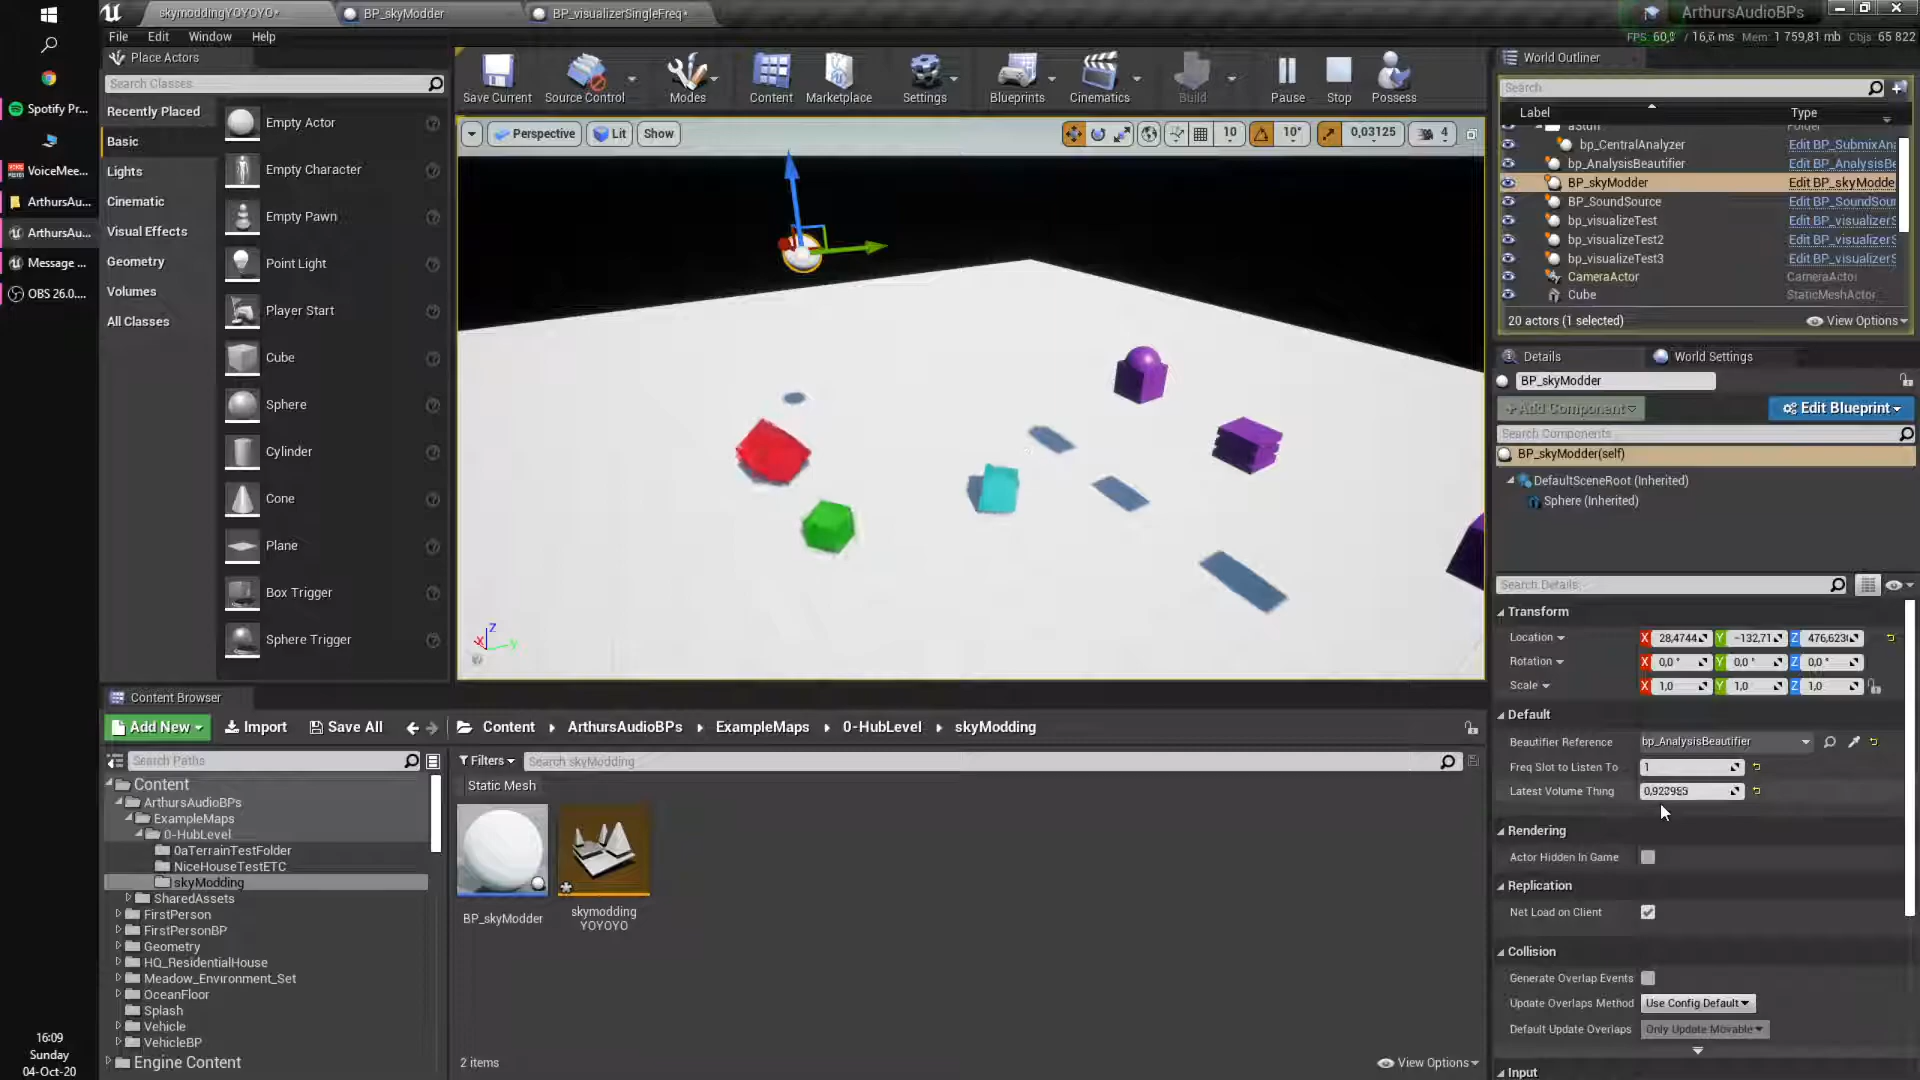 skymoddingYOYOYO*
BP_skyModder
BP_visualizerSingleFreq*
ArthursAudioBPs
File
Edit
Window
Help
FPS: 60,
/ 16,6 ms
Mem: 1 759,81 mb
Objs: 65 822
Spotify Pr...
VoiceMee...
ArthursAu...
ArthursAu...
Message ...
OBS 26.0....
16:09
Sunday
04-Oct-20
Place Actors
Search Classes
Recently Placed
Basic
Lights
Cinematic
Visual Effects
Geometry
Volumes
All Classes
Empty Actor
Empty Character
Empty Pawn
Point Light
Player Start
Cube
Sphere
Cylinder
Cone
Plane
Box Trigger
Sphere Trigger
Save Current
Source Control
Modes
Content
Marketplace
Settings
Blueprints
Cinematics
Build
Pause
Stop
Possess
Perspective
Lit
Show
10
10°
0,03125
4
Z
X
Y
World Outliner
Search
Label
Type
Folder
bp_CentralAnalyzer
Edit BP_SubmixAna
bp_AnalysisBeautifier
Edit BP_AnalysisBe
BP_skyModder
Edit BP_skyModde
BP_SoundSource
Edit BP_SoundSour
bp_visualizeTest
Edit BP_visualizerS
bp_visualizeTest2
Edit BP_visualizerS
bp_visualizeTest3
Edit BP_visualizerS
CameraActor
CameraActor
Cube
StaticMeshActor
20 actors (1 selected)
View Options
Details
World Settings
BP_skyModder
+ Add Component
Edit Blueprint
Search Components
BP_skyModder(self)
DefaultSceneRoot (Inherited)
Sphere (Inherited)
Search Details
Transform
Location
X
28,4744
Y
-132,71
Z
476,623
Rotation
X
0,0 °
Y
0,0 °
Z
0,0 °
Scale
X
1,0
Y
1,0
Z
1,0
Default
Beautifier Reference
bp_AnalysisBeautifier
Freq Slot to Listen To
1
Latest Volume Thing
Rendering
Actor Hidden In Game
Replication
Net Load on Client
Collision
Generate Overlap Events
Update Overlaps Method
Use Config Default
Default Update Overlaps
Only Update Movable
Input
Content Browser
Add New
Import
Save All
Content
ArthursAudioBPs
ExampleMaps
0-HubLevel
skyModding
Search Paths
Filters
Search skyModding
Static Mesh
Content
ArthursAudioBPs
ExampleMaps
0-HubLevel
0aTerrainTestFolder
NiceHouseTestETC
skyModding
SharedAssets
FirstPerson
FirstPersonBP
Geometry
HQ_ResidentialHouse
Meadow_Environment_Set
OceanFloor
Splash
Vehicle
VehicleBP
Engine Content
BP_skyModder
skymodding
YOYOYO
2 items
View Options